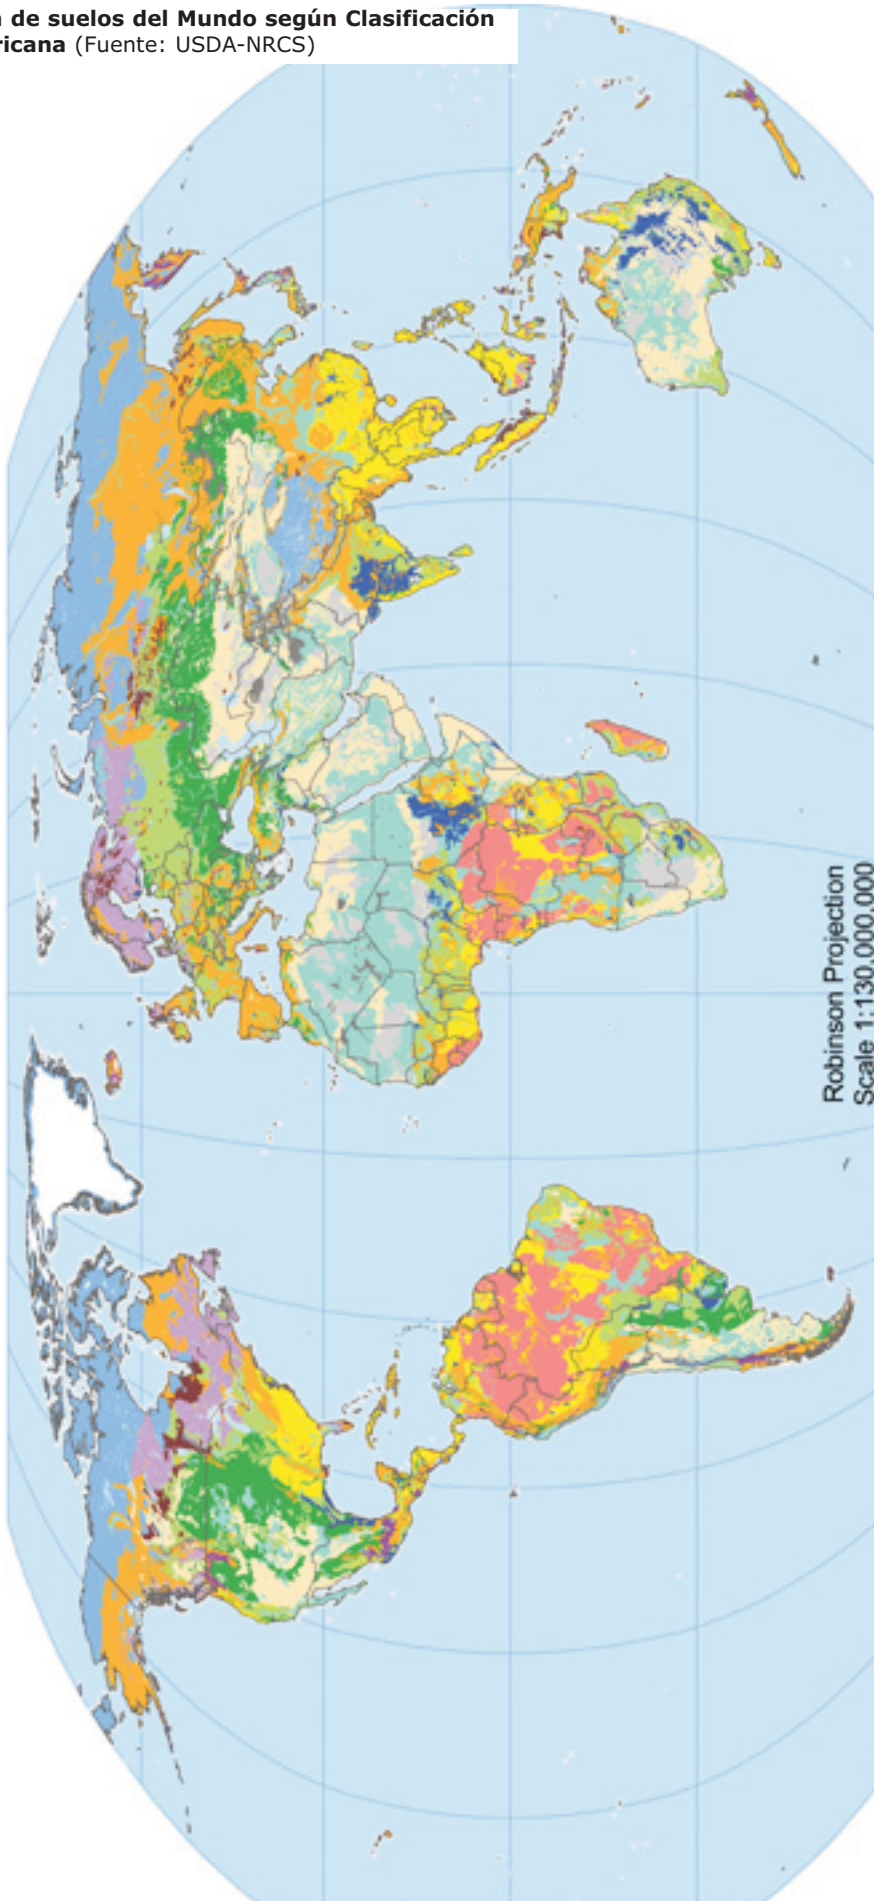 de suelos del Mundo según Clasificación
ricana (Fuente: USDA-NRCS)
Robinson Projection
Scale 1:130,000,000